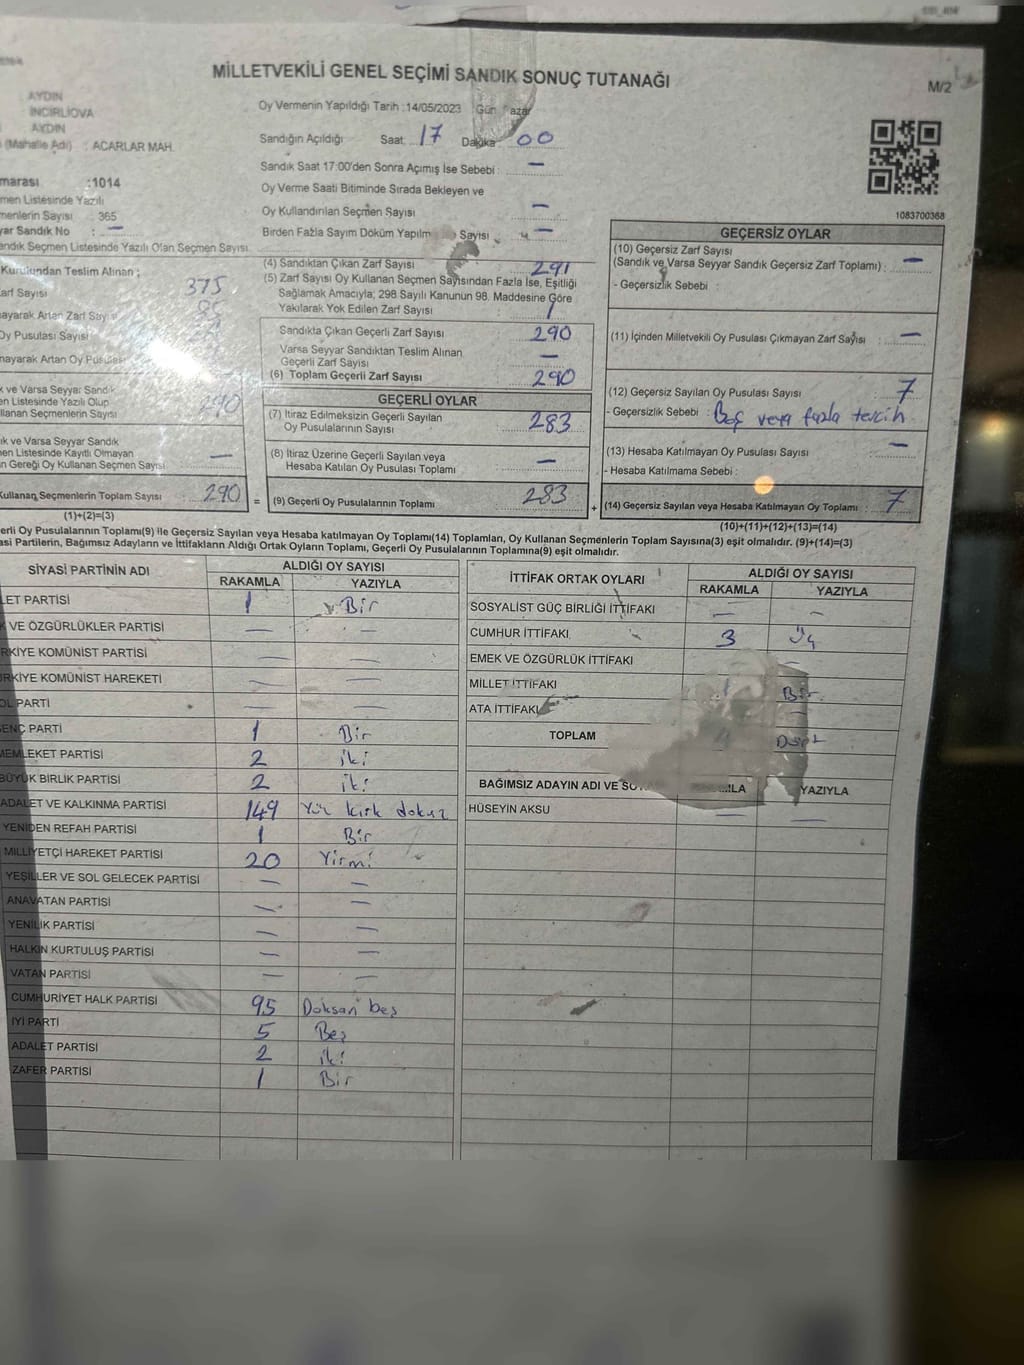 MİLLETVEKİLİ GENEL SEÇİMİ SANDIK SONUÇ TUTANAĞI
M/2
AYDIN
İNCİRLİOVA
AYDIN
(Mahalle Adı) : ACARLAR MAH.
marası :1014
men Listesinde Yazılı
menlerin Sayısı : 365
yar Sandık No : —
andık Seçmen Listesinde Yazılı Olan Seçmen Sayısı
Kurulundan Teslim Alınan ;
arf Sayısı 375
ayarak Artan Zarf Sayısı 85
Oy Pusulası Sayısı
mayarak Artan Oy Pusulası
k ve Varsa Seyyar Sandık
en Listesinde Yazılı Olup
llanan Seçmenlerin Sayısı 290
ık ve Varsa Seyyar Sandık
en Listesinde Kayıtlı Olmayan
n Gereği Oy Kullanan Seçmen Sayısı —
Kullanan Seçmenlerin Toplam Sayısı 290
(1)+(2)=(3)
Oy Vermenin Yapıldığı Tarih :14/05/2023 Gün
Sandığın Açıldığı Saat 17 Dakika 00
Sandık Saat 17:00'den Sonra Açımış İse Sebebi : —
Oy Verme Saati Bitiminde Sırada Bekleyen ve
Oy Kullandırılan Seçmen Sayısı —
Birden Fazla Sayım Döküm Yapılm Sayısı —
(4) Sandıktan Çıkan Zarf Sayısı 291
(5) Zarf Sayısı Oy Kullanan Seçmen Sayısından Fazla İse, Eşitliği
Sağlamak Amacıyla; 298 Sayılı Kanunun 98. Maddesine Göre
Yakılarak Yok Edilen Zarf Sayısı 1
Sandıkta Çıkan Geçerli Zarf Sayısı 290
Varsa Seyyar Sandıktan Teslim Alınan
Geçerli Zarf Sayısı —
(6) Toplam Geçerli Zarf Sayısı 290
GEÇERLİ OYLAR
(7) İtiraz Edilmeksizin Geçerli Sayılan
Oy Pusulalarının Sayısı 283
(8) İtiraz Üzerine Geçerli Sayılan veya
Hesaba Katılan Oy Pusulası Toplamı —
= (9) Geçerli Oy Pusulalarının Toplamı 283
1083700368
GEÇERSİZ OYLAR
(10) Geçersiz Zarf Sayısı
(Sandık ve Varsa Seyyar Sandık Geçersiz Zarf Toplamı) : —
- Geçersizlik Sebebi :
(11) İçinden Milletvekili Oy Pusulası Çıkmayan Zarf Sayısı : —
(12) Geçersiz Sayılan Oy Pusulası Sayısı 7
- Geçersizlik Sebebi : Boş veya fazla tercih
(13) Hesaba Katılmayan Oy Pusulası Sayısı —
- Hesaba Katılmama Sebebi :
+ (14) Geçersiz Sayılan veya Hesaba Katılmayan Oy Toplamı 7
(10)+(11)+(12)+(13)=(14)
erli Oy Pusulalarının Toplamı(9) ile Geçersiz Sayılan veya Hesaba katılmayan Oy Toplamı(14) Toplamları, Oy Kullanan Seçmenlerin Toplam Sayısına(3) eşit olmalıdır. (9)+(14)=(3)
asi Partilerin, Bağımsız Adayların ve İttifakların Aldığı Ortak Oyların Toplamı, Geçerli Oy Pusulalarının Toplamına(9) eşit olmalıdır.
SİYASİ PARTİNİN ADI ALDIĞI OY SAYISI
RAKAMLA YAZIYLA
LET PARTİSİ 1 Bir
K VE ÖZGÜRLÜKLER PARTİSİ — —
RKİYE KOMÜNİST PARTİSİ — —
RKİYE KOMÜNİST HAREKETİ — —
OL PARTİ — —
GENÇ PARTİ 1 Bir
MEMLEKET PARTİSİ 2 iki
BÜYÜK BİRLİK PARTİSİ 2 iki
ADALET VE KALKINMA PARTİSİ 149 Yüz kırk dokuz
YENİDEN REFAH PARTİSİ 1 Bir
MİLLİYETÇİ HAREKET PARTİSİ 20 Yirmi
YEŞİLLER VE SOL GELECEK PARTİSİ — —
ANAVATAN PARTİSİ — —
YENİLİK PARTİSİ — —
HALKIN KURTULUŞ PARTİSİ — —
VATAN PARTİSİ — —
CUMHURİYET HALK PARTİSİ 95 Doksan beş
İYİ PARTİ 5 Beş
ADALET PARTİSİ 2 iki
ZAFER PARTİSİ 1 Bir
İTTİFAK ORTAK OYLARI ALDIĞI OY SAYISI
RAKAMLA YAZIYLA
SOSYALİST GÜÇ BİRLİĞİ İTTİFAKI — —
CUMHUR İTTİFAKI 3 Üç
EMEK VE ÖZGÜRLÜK İTTİFAKI
MİLLET İTTİFAKI 1 Bir
ATA İTTİFAKI —
TOPLAM 4 Dört
BAĞIMSIZ ADAYIN ADI VE YAZIYLA
HÜSEYİN AKSU — —